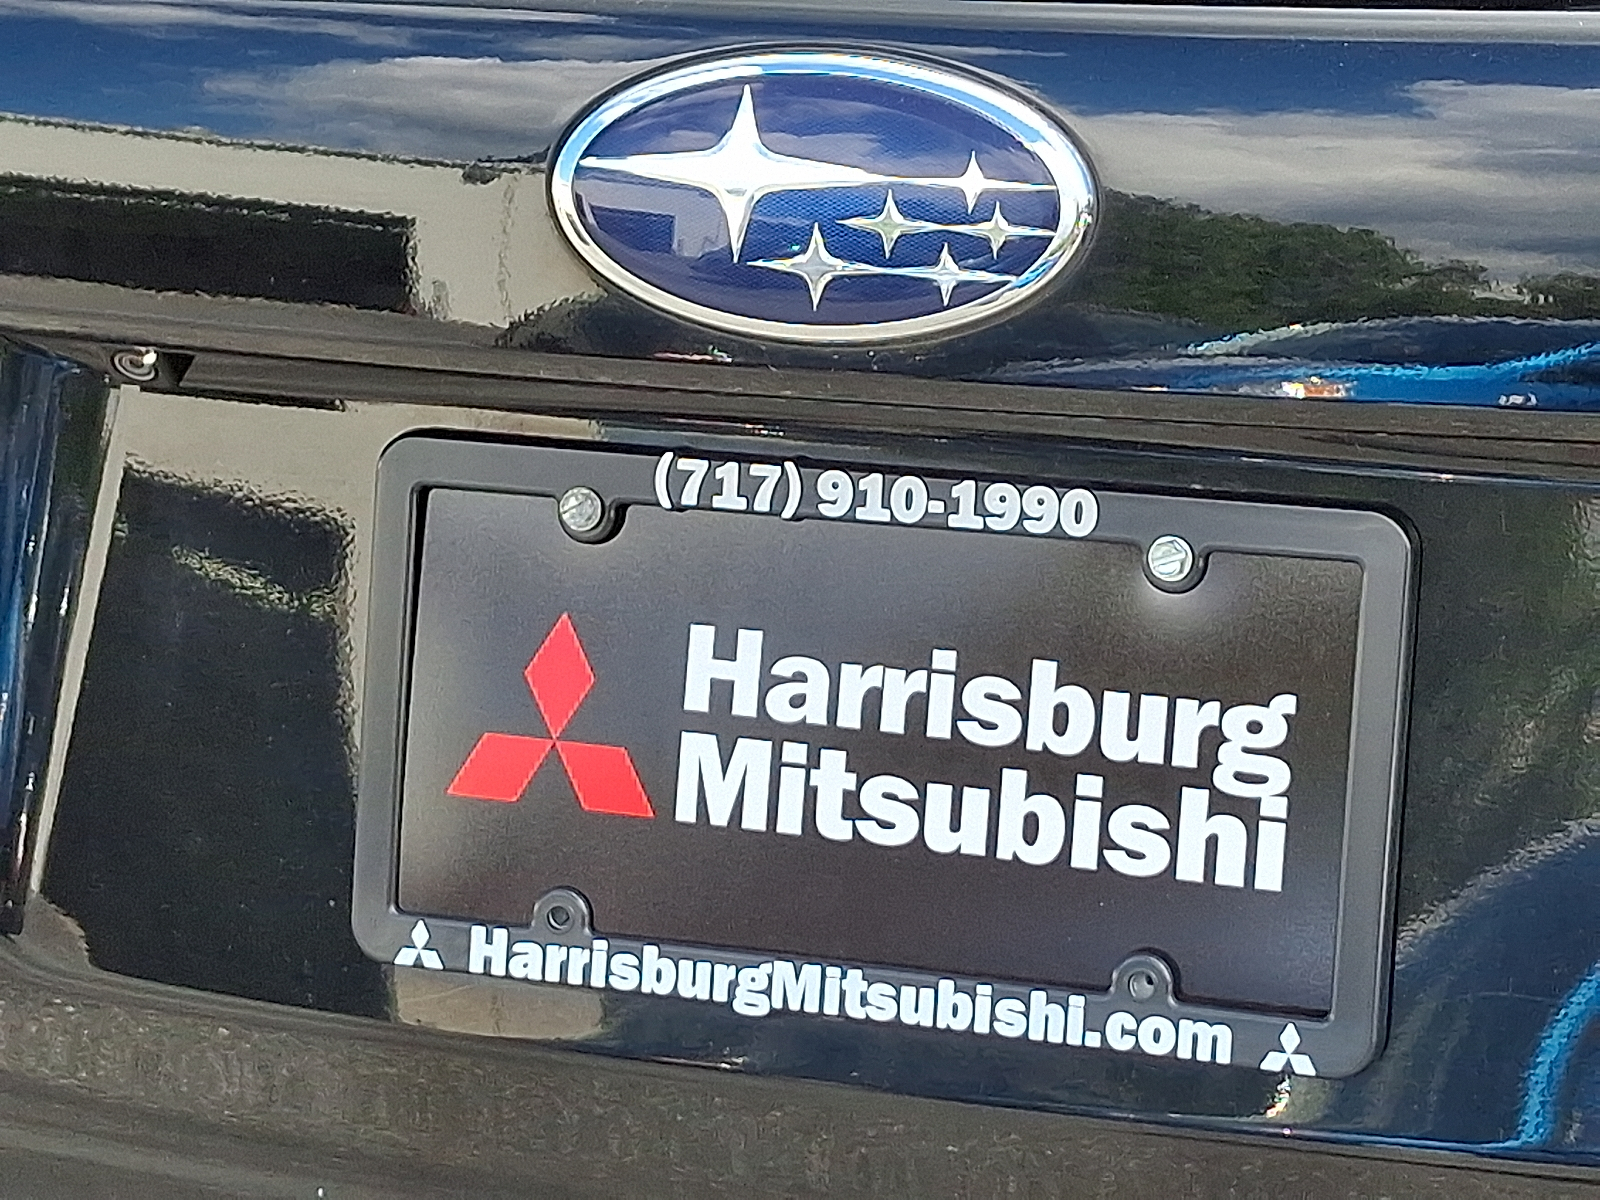 (717) 910-1990
Harrisburg
Mitsubishi
HarrisburgMitsubishi.com